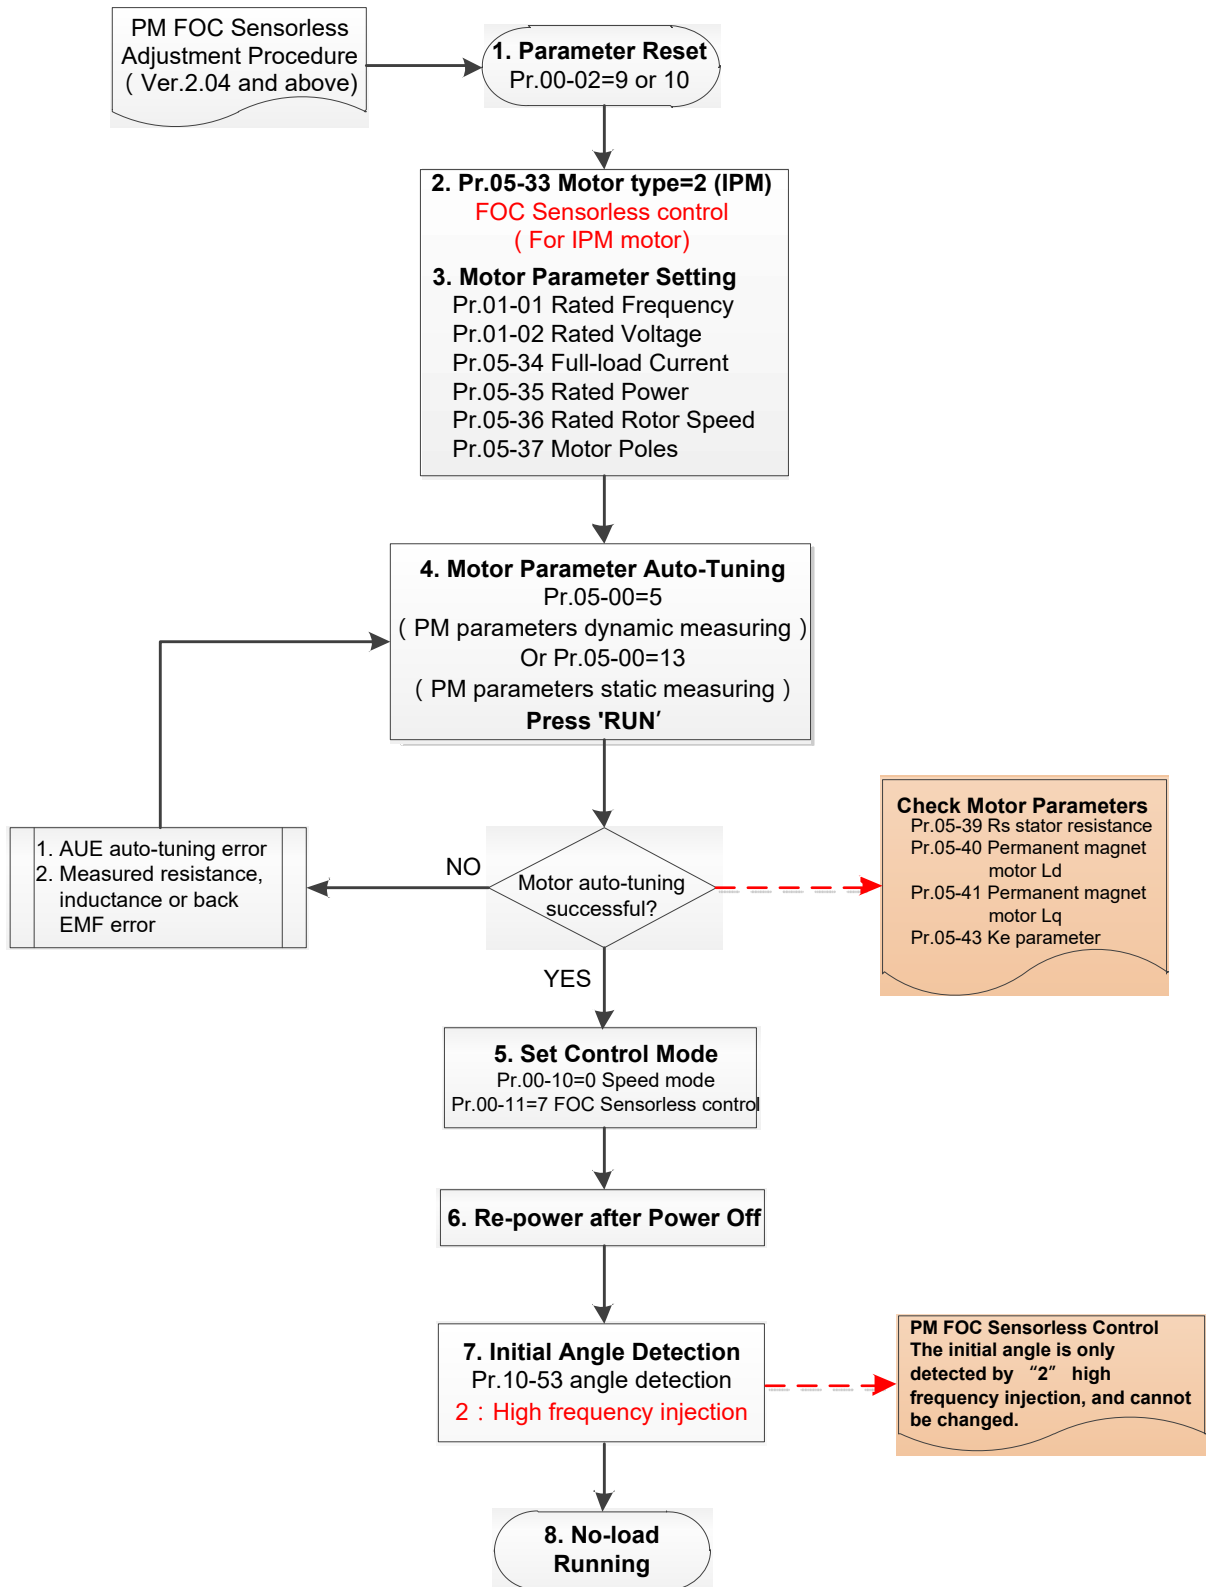 PM FOC Sensorless
Adjustment Procedure
( Ver.2.04 and above)
1. Parameter Reset
Pr.00-02=9 or 10
2. Pr.05-33 Motor type=2 (IPM)
FOC Sensorless control
( For IPM motor)
3. Motor Parameter Setting
Pr.01-01 Rated Frequency
Pr.01-02 Rated Voltage
Pr.05-34 Full-load Current
Pr.05-35 Rated Power
Pr.05-36 Rated Rotor Speed
Pr.05-37 Motor Poles
4. Motor Parameter Auto-Tuning
Pr.05-00=5
( PM parameters dynamic measuring )
Or Pr.05-00=13
( PM parameters static measuring )
Press 'RUN′
Motor auto-tuning
successful?
NO
1. AUE auto-tuning error
2. Measured resistance,
inductance or back
EMF error
Check Motor Parameters
Pr.05-39 Rs stator resistance
Pr.05-40 Permanent magnet
motor Ld
Pr.05-41 Permanent magnet
motor Lq
Pr.05-43 Ke parameter
YES
5. Set Control Mode
Pr.00-10=0 Speed mode
Pr.00-11=7 FOC Sensorless control
6. Re-power after Power Off
7. Initial Angle Detection
Pr.10-53 angle detection
2 : High frequency injection
PM FOC Sensorless Control
The initial angle is only
detected by “2” high
frequency injection, and cannot
be changed.
8. No-load
Running